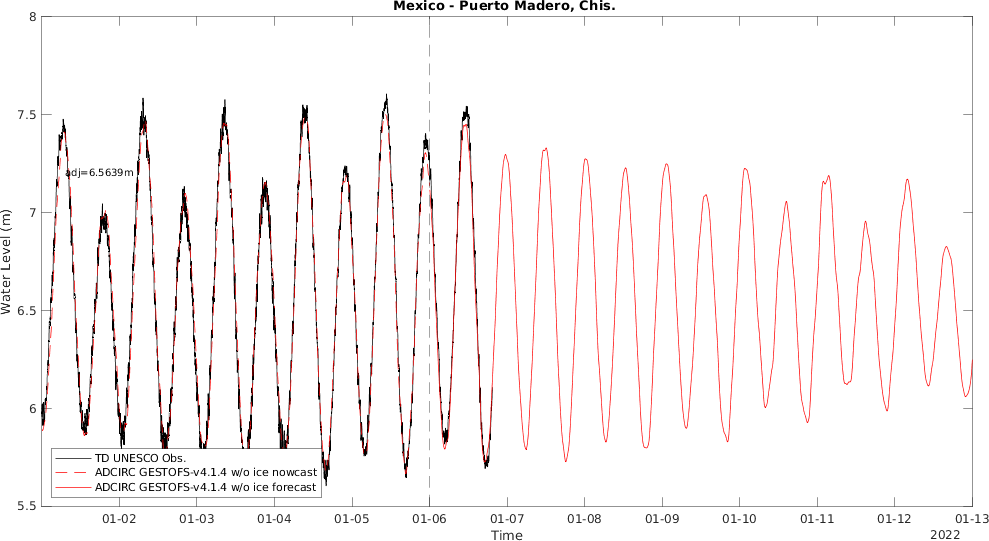 Mexico - Puerto Madero, Chis.
8
7.5
7
6.5
6
5.5
Water Level (m)
adj=6.5639m
TD UNESCO Obs.
ADCIRC GESTOFS-v4.1.4 w/o ice nowcast
ADCIRC GESTOFS-v4.1.4 w/o ice forecast
01-02 01-03 01-04 01-05 01-06 01-07 01-08 01-09 01-10 01-11 01-12 01-13
Time
2022